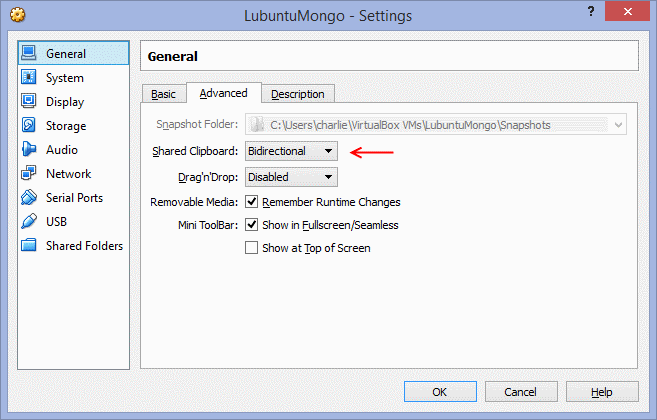 LubuntuMongo - Settings
?
General
System
Display
Storage
Audio
Network
Serial Ports
USB
Shared Folders
General
Basic Advanced Description
Snapshot Folder: C:\Users\charlie\VirtualBox VMs\LubuntuMongo\Snapshots
Shared Clipboard: Bidirectional
Drag'n'Drop: Disabled
Removable Media: Remember Runtime Changes
Mini ToolBar: Show in Fullscreen/Seamless
Show at Top of Screen
OK Cancel Help